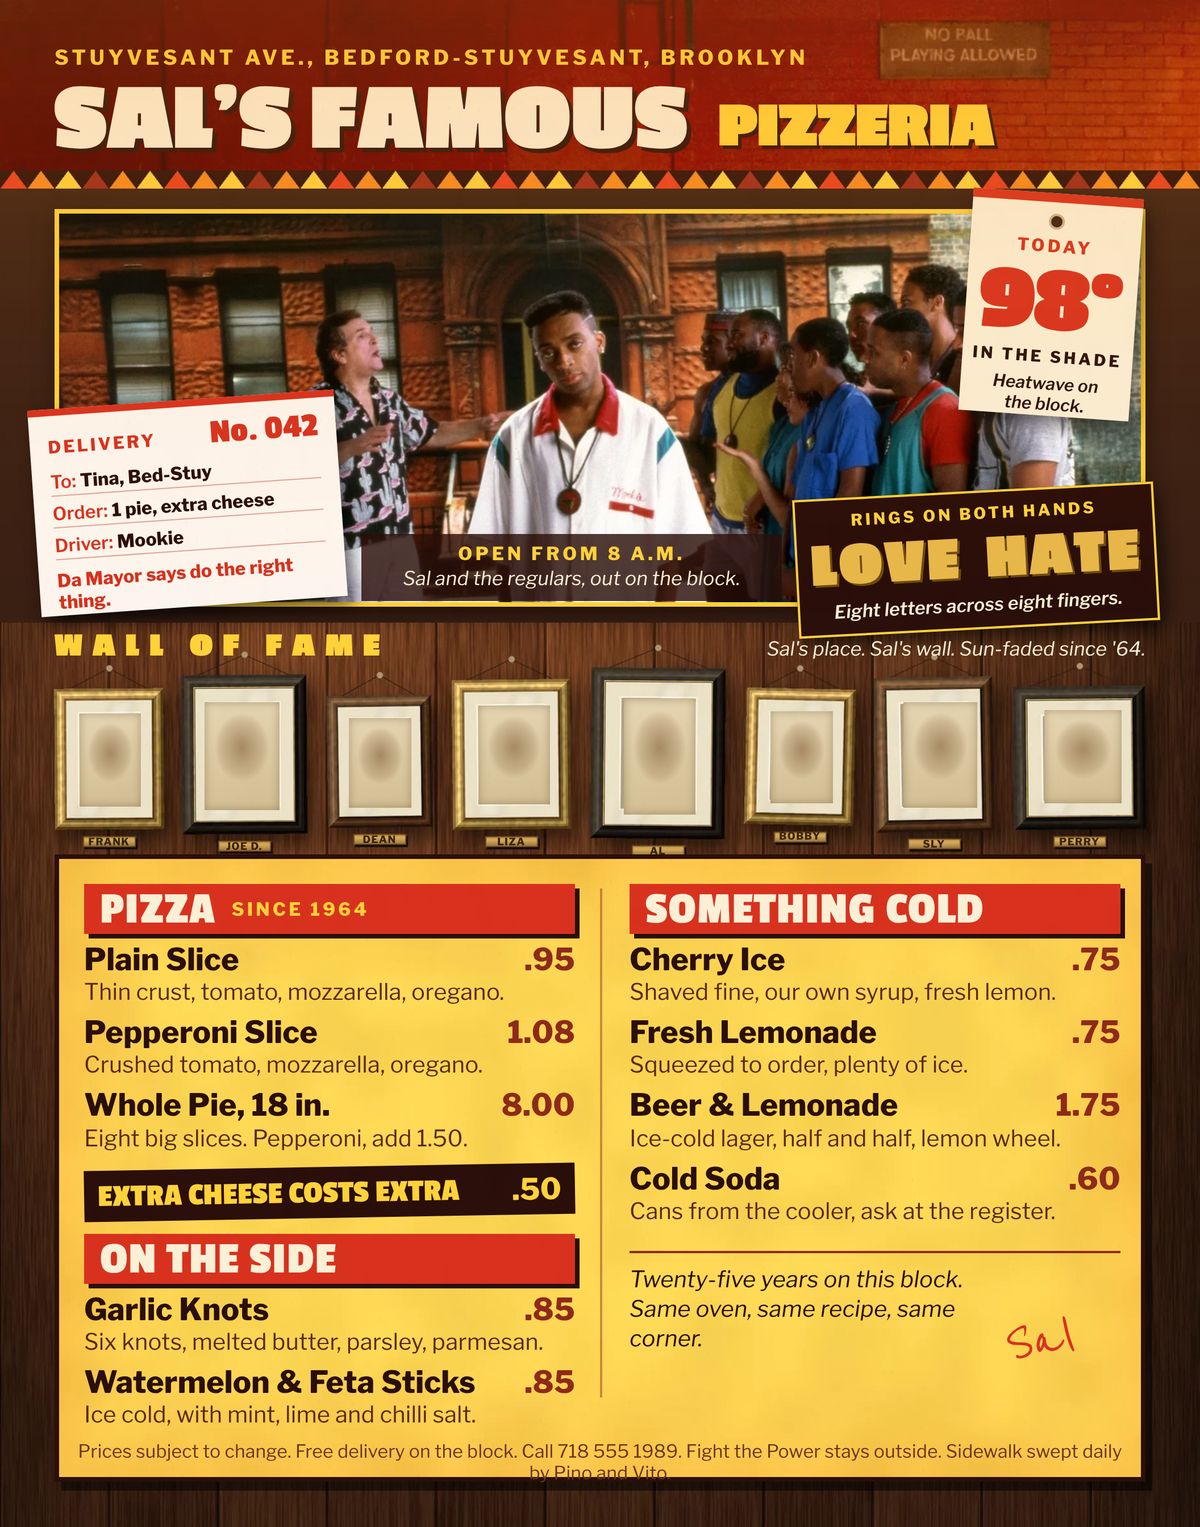 STUYVESANT AVE., BEDFORD-STUYVESANT, BROOKLYN
NO BALL
PLAYING ALLOWED
SAL'S FAMOUS PIZZERIA
TODAY
98°
IN THE SHADE
Heatwave on
the block.
DELIVERY No. 042
To: Tina, Bed-Stuy
Order: 1 pie, extra cheese
Driver: Mookie
Da Mayor says do the right
thing.
Mookie
OPEN FROM 8 A.M.
Sal and the regulars, out on the block.
RINGS ON BOTH HANDS
LOVE HATE
Eight letters across eight fingers.
WALL OF FAME
Sal's place. Sal's wall. Sun-faded since '64.
FRANK
JOE D.
DEAN
LIZA
AL
BOBBY
SLY
PERRY
PIZZA SINCE 1964
Plain Slice .95
Thin crust, tomato, mozzarella, oregano.
Pepperoni Slice 1.08
Crushed tomato, mozzarella, oregano.
Whole Pie, 18 in. 8.00
Eight big slices. Pepperoni, add 1.50.
EXTRA CHEESE COSTS EXTRA .50
ON THE SIDE
Garlic Knots .85
Six knots, melted butter, parsley, parmesan.
Watermelon & Feta Sticks .85
Ice cold, with mint, lime and chilli salt.
SOMETHING COLD
Cherry Ice .75
Shaved fine, our own syrup, fresh lemon.
Fresh Lemonade .75
Squeezed to order, plenty of ice.
Beer & Lemonade 1.75
Ice-cold lager, half and half, lemon wheel.
Cold Soda .60
Cans from the cooler, ask at the register.
Twenty-five years on this block.
Same oven, same recipe, same
corner.
Sal
Prices subject to change. Free delivery on the block. Call 718 555 1989. Fight the Power stays outside. Sidewalk swept daily
by Pino and Vito.